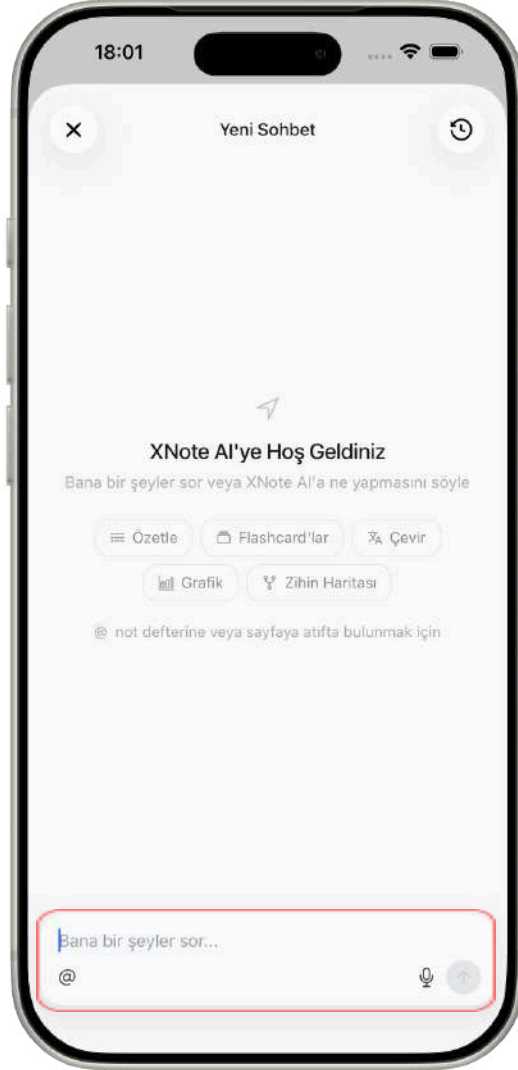 18:01
Yeni Sohbet
XNote AI'ye Hoş Geldiniz
Bana bir şeyler sor veya XNote AI'a ne yapmasını söyle
Özetle Flashcard'lar Çevir
Grafik Zihin Haritası
@ not defterine veya sayfaya atıfta bulunmak için
Bana bir şeyler sor...
@